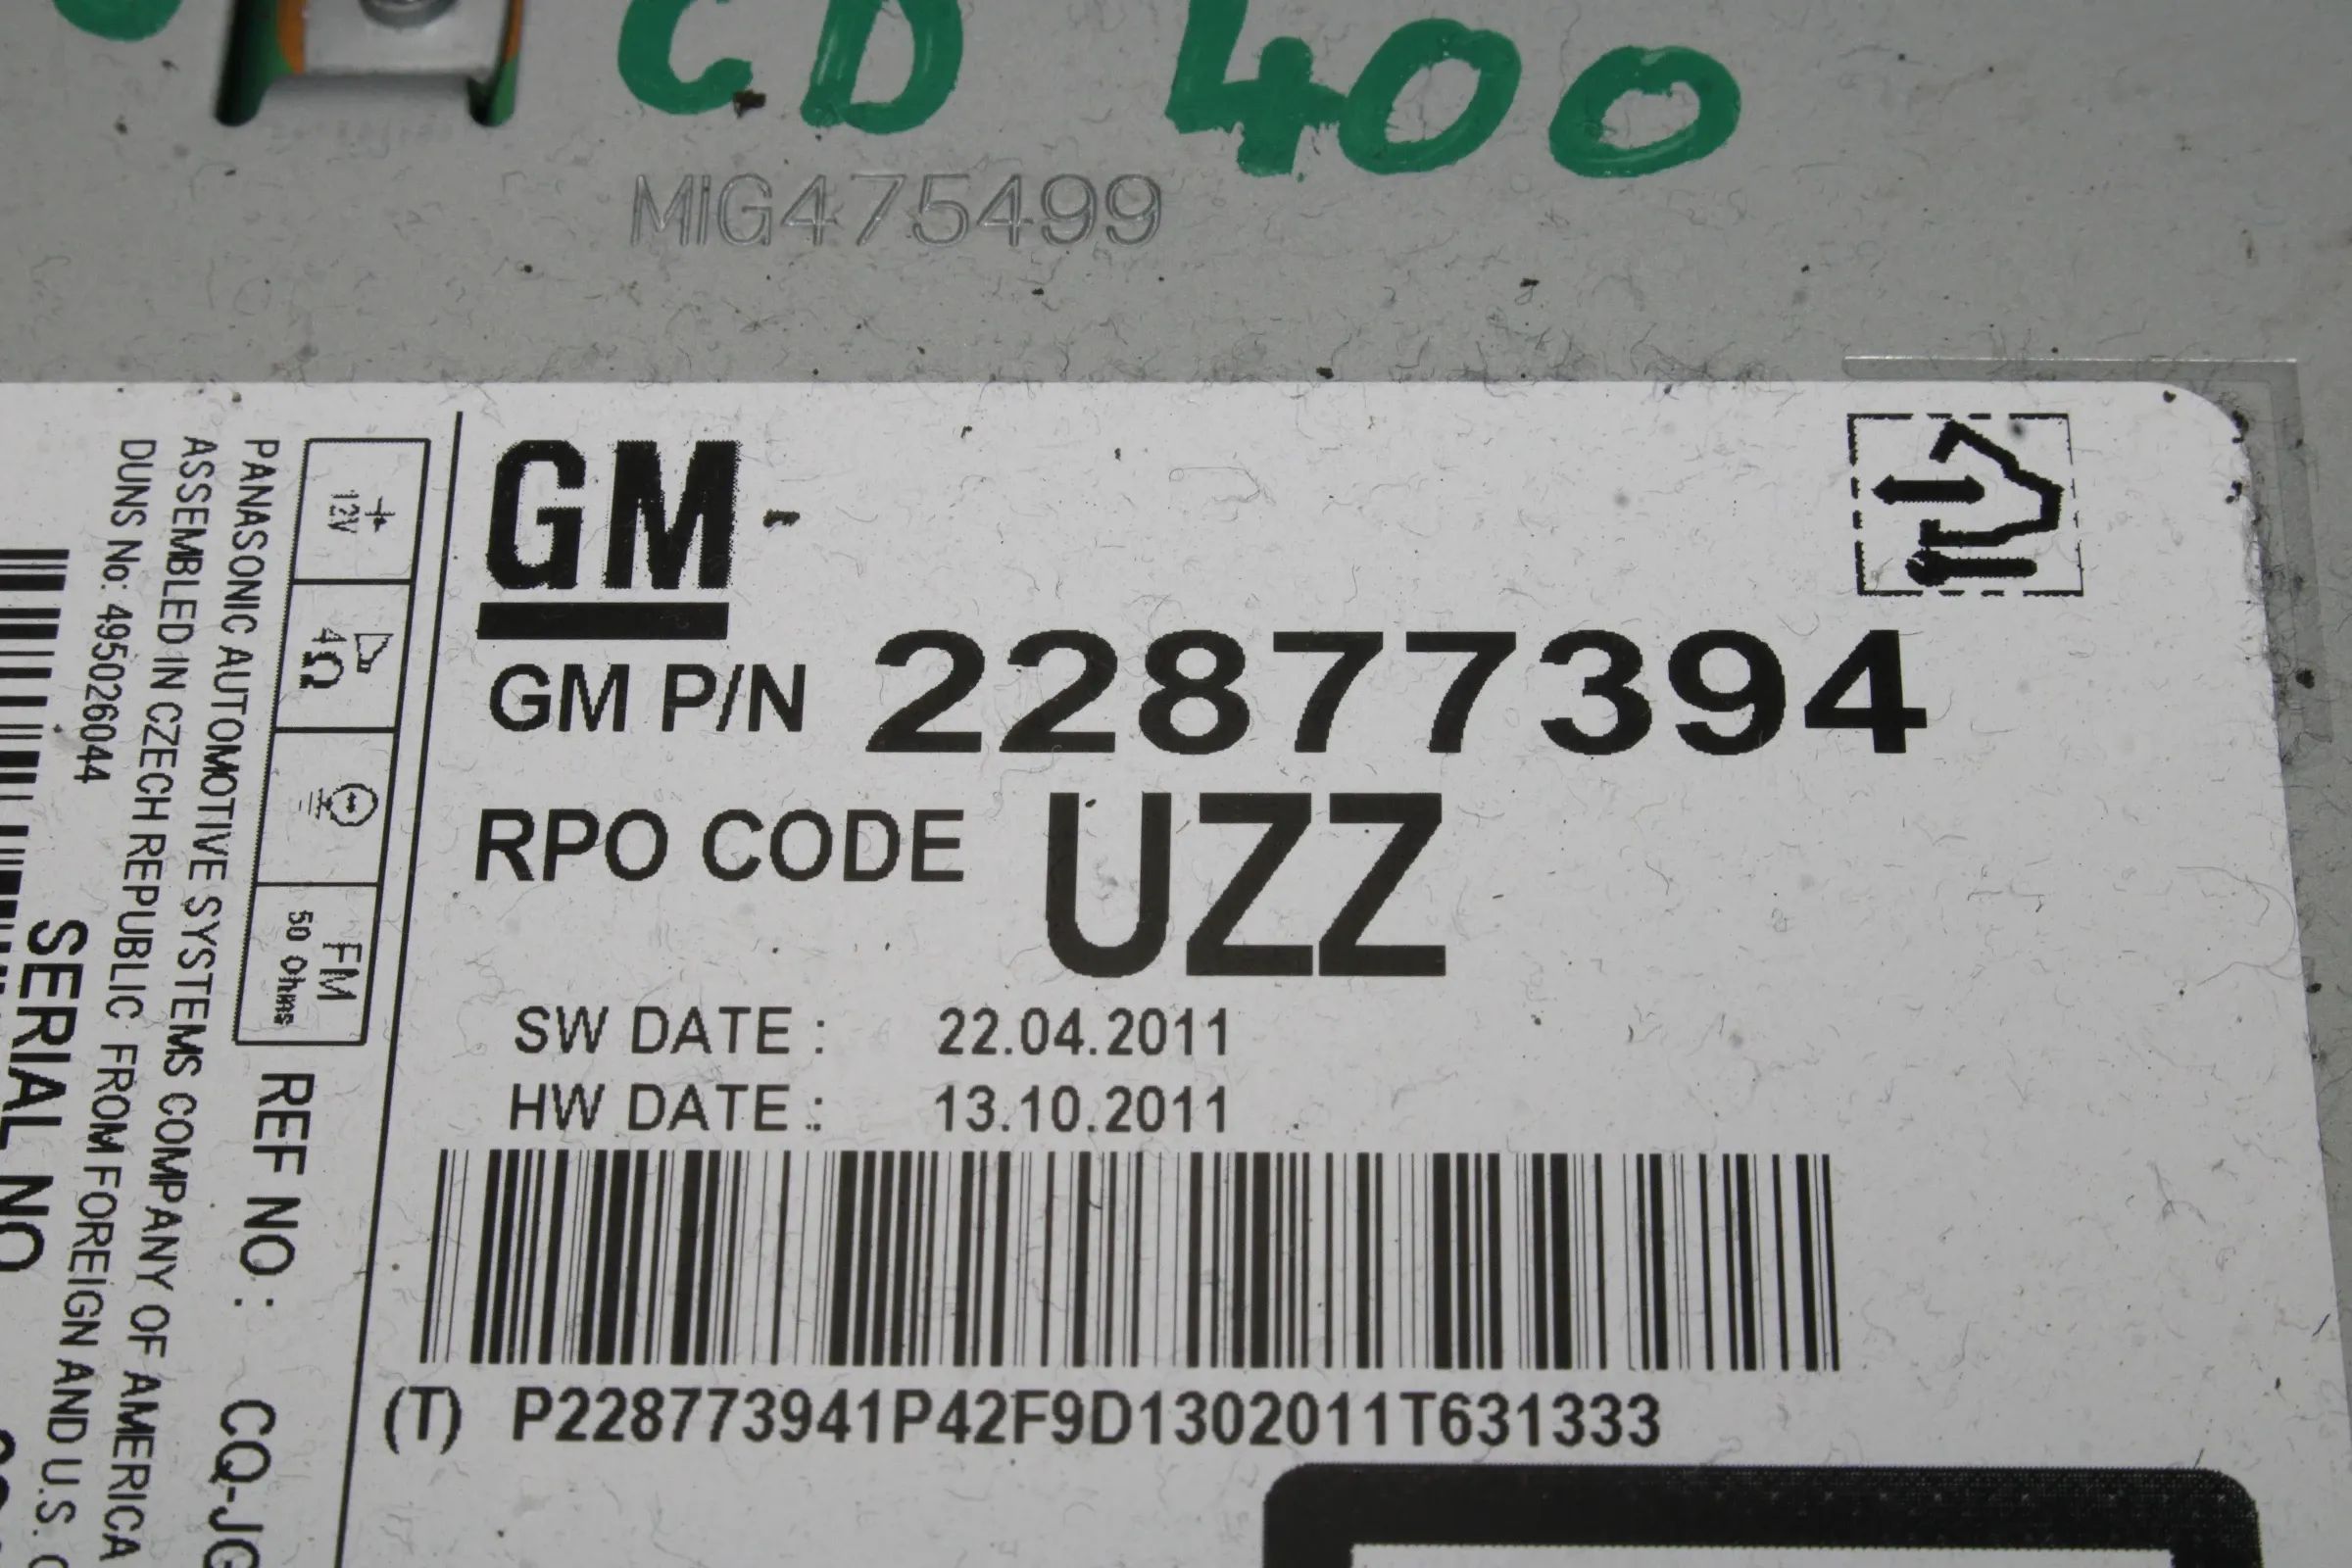 CD 400
MIG475499
GM
GM P/N 22877394
RPO CODE UZZ
SW DATE : 22.04.2011
HW DATE : 13.10.2011
(T) P228773941P42F9D1302011T631333
12V
4Ω
FM
50 Ohms
REF NO : CQ-JG
PANASONIC AUTOMOTIVE SYSTEMS COMPANY OF AMERICA
ASSEMBLED IN CZECH REPUBLIC FROM FOREIGN AND U.S.
DUNS No: 495026044
SERIAL NO